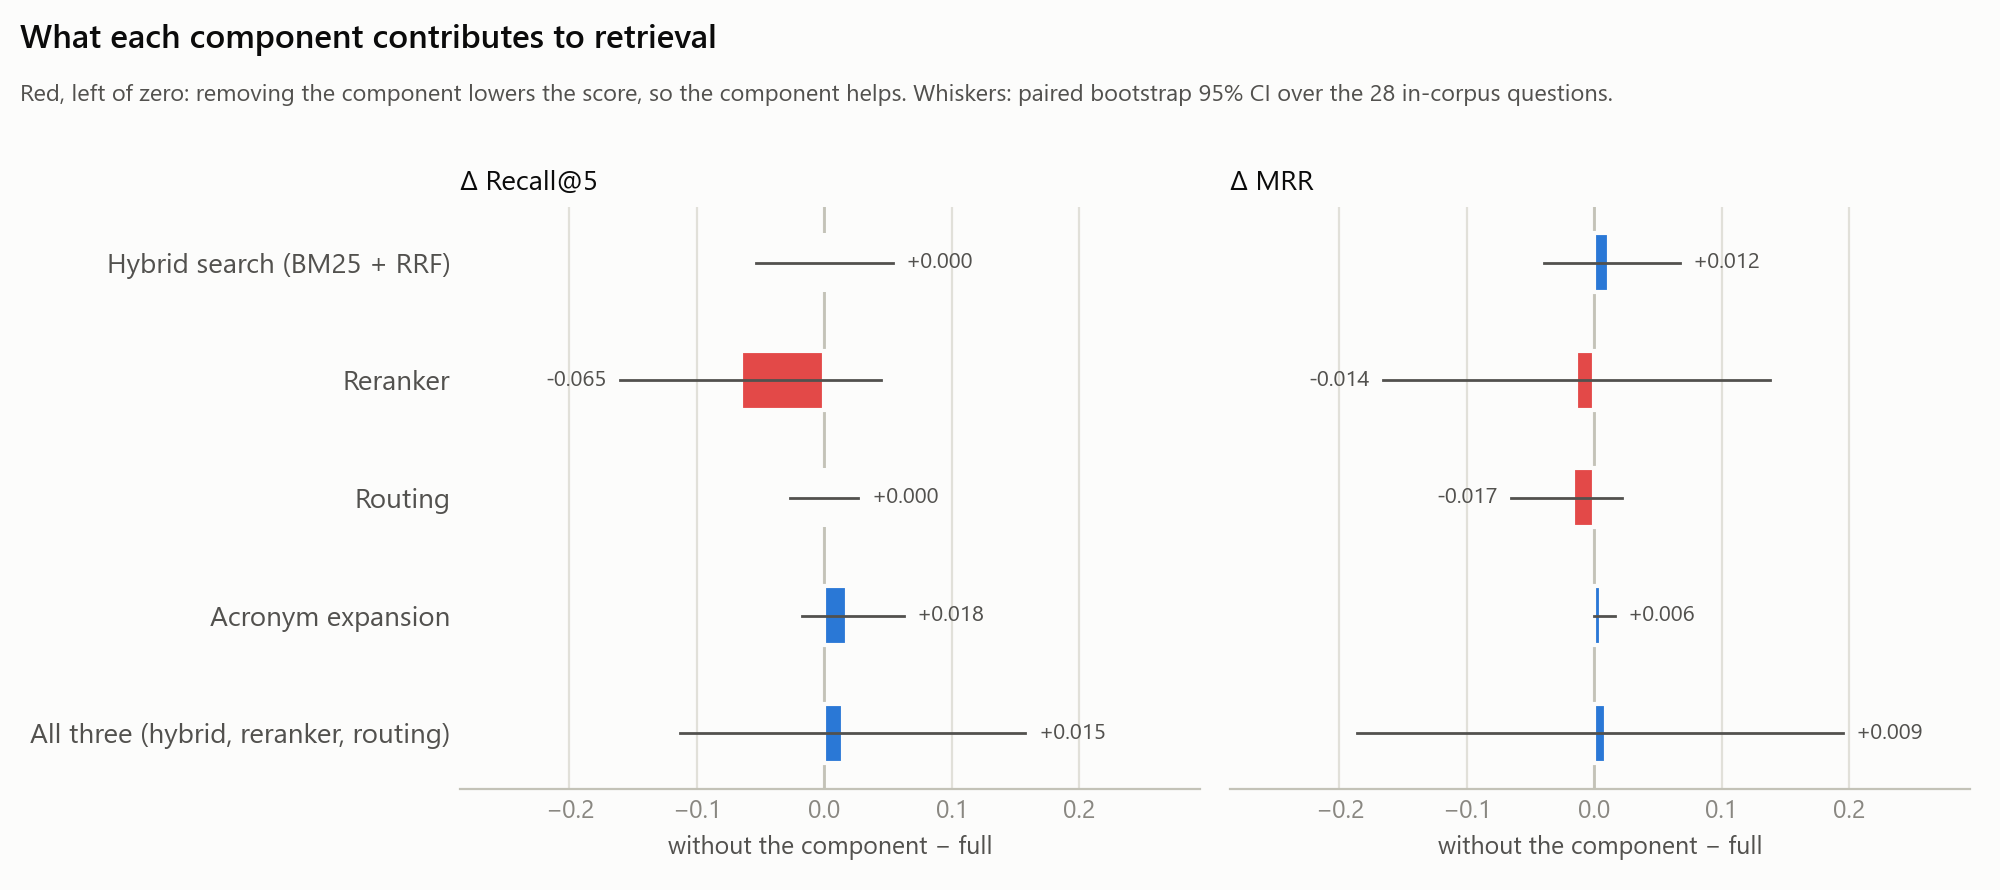 What each component contributes to retrieval
Red, left of zero: removing the component lowers the score, so the component helps. Whiskers: paired bootstrap 95% CI over the 28 in-corpus questions.
Δ Recall@5
Δ MRR
Hybrid search (BM25 + RRF)
+0.000
+0.012
Reranker
-0.065
-0.014
Routing
+0.000
-0.017
Acronym expansion
+0.018
+0.006
All three (hybrid, reranker, routing)
+0.015
+0.009
−0.2 −0.1 0.0 0.1 0.2
−0.2 −0.1 0.0 0.1 0.2
without the component − full
without the component − full